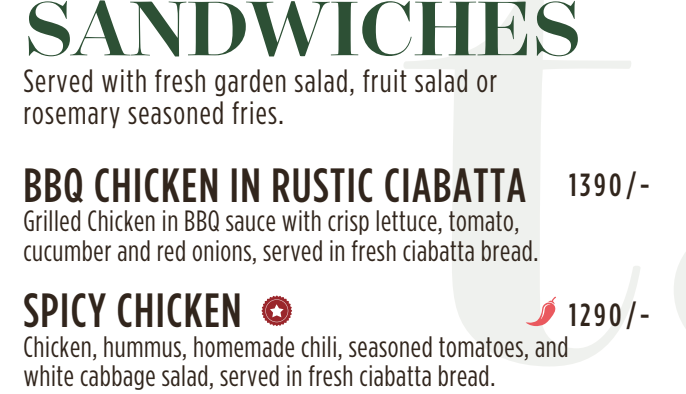 SANDWICHES
Served with fresh garden salad, fruit salad or
rosemary seasoned fries.
BBQ CHICKEN IN RUSTIC CIABATTA 1390/-
Grilled Chicken in BBQ sauce with crisp lettuce, tomato,
cucumber and red onions, served in fresh ciabatta bread.
SPICY CHICKEN 1290/-
Chicken, hummus, homemade chili, seasoned tomatoes, and
white cabbage salad, served in fresh ciabatta bread.